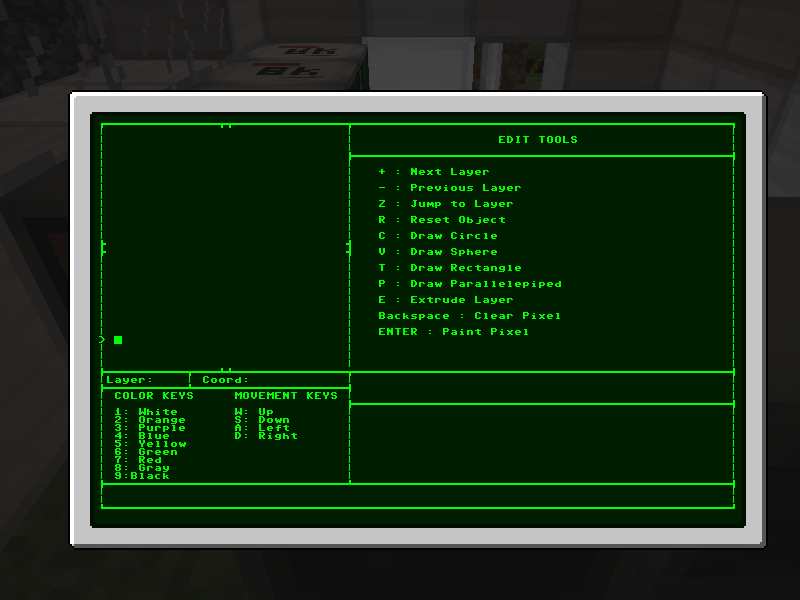 EDIT TOOLS
+ : Next Layer
- : Previous Layer
Z : Jump to Layer
R : Reset Object
C : Draw Circle
V : Draw Sphere
T : Draw Rectangle
P : Draw Parallelepiped
E : Extrude Layer
Backspace : Clear Pixel
ENTER : Paint Pixel
>
Layer: Coord:
COLOR KEYS MOVEMENT KEYS
1: White W: Up
2: Orange S: Down
3: Purple A: Left
4: Blue D: Right
5: Yellow
6: Green
7: Red
8: Gray
9:Black